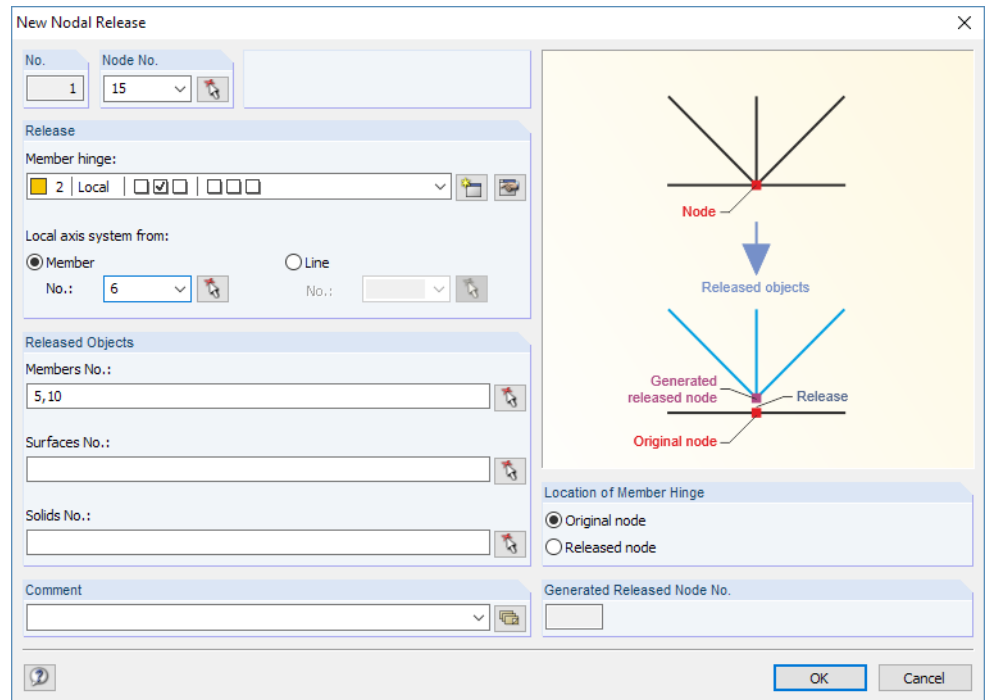 New Nodal Release
No.
Node No.
1
15
Release
Member hinge:
2 Local
Local axis system from:
Member
Line
No.: 6
No.:
Released Objects
Members No.:
5,10
Surfaces No.:
Solids No.:
Comment
Node
Released objects
Generated
released node
Release
Original node
Location of Member Hinge
Original node
Released node
Generated Released Node No.
OK
Cancel